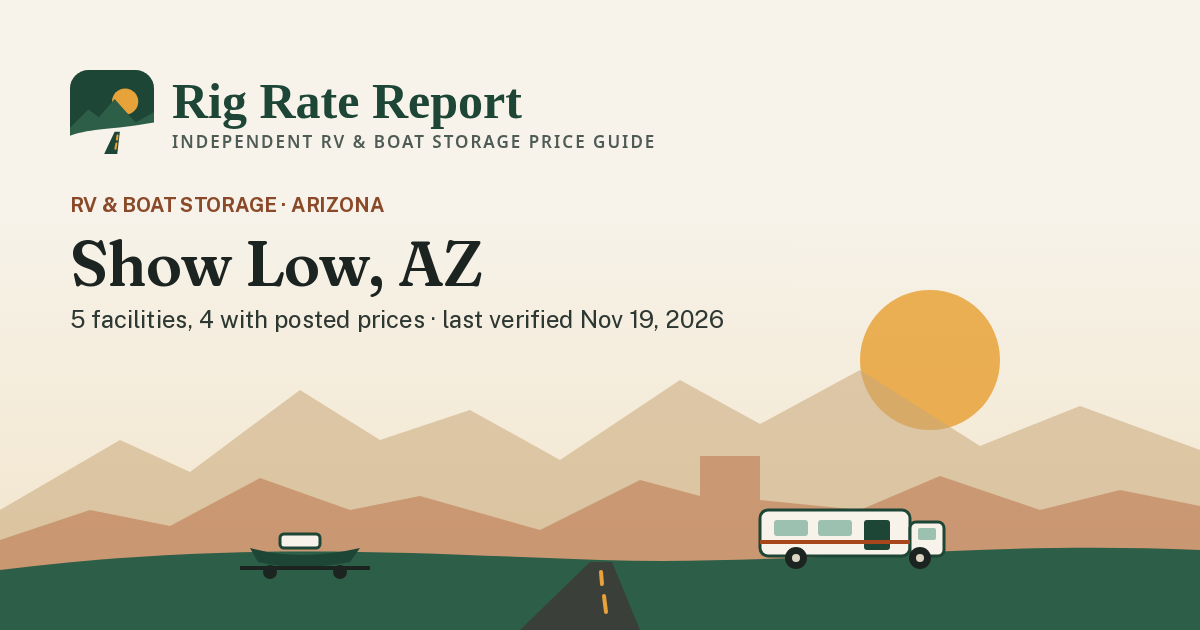 Rig Rate Report
INDEPENDENT RV & BOAT STORAGE PRICE GUIDE
RV & BOAT STORAGE · ARIZONA
Show Low, AZ
5 facilities, 4 with posted prices · last verified Nov 19, 2026